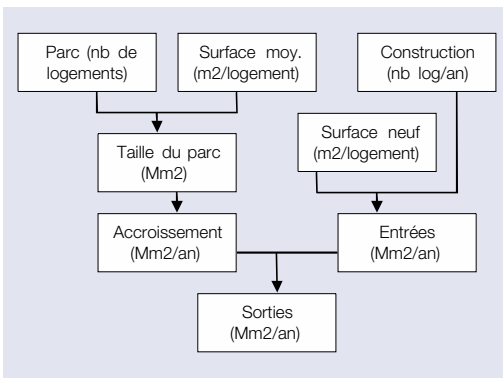 Parc (nb de
logements)
Surface moy.
(m2/logement)
Construction
(nb log/an)
Surface neuf
(m2/logement)
Taille du parc
(Mm2)
Accroissement
(Mm2/an)
Entrées
(Mm2/an)
Sorties
(Mm2/an)